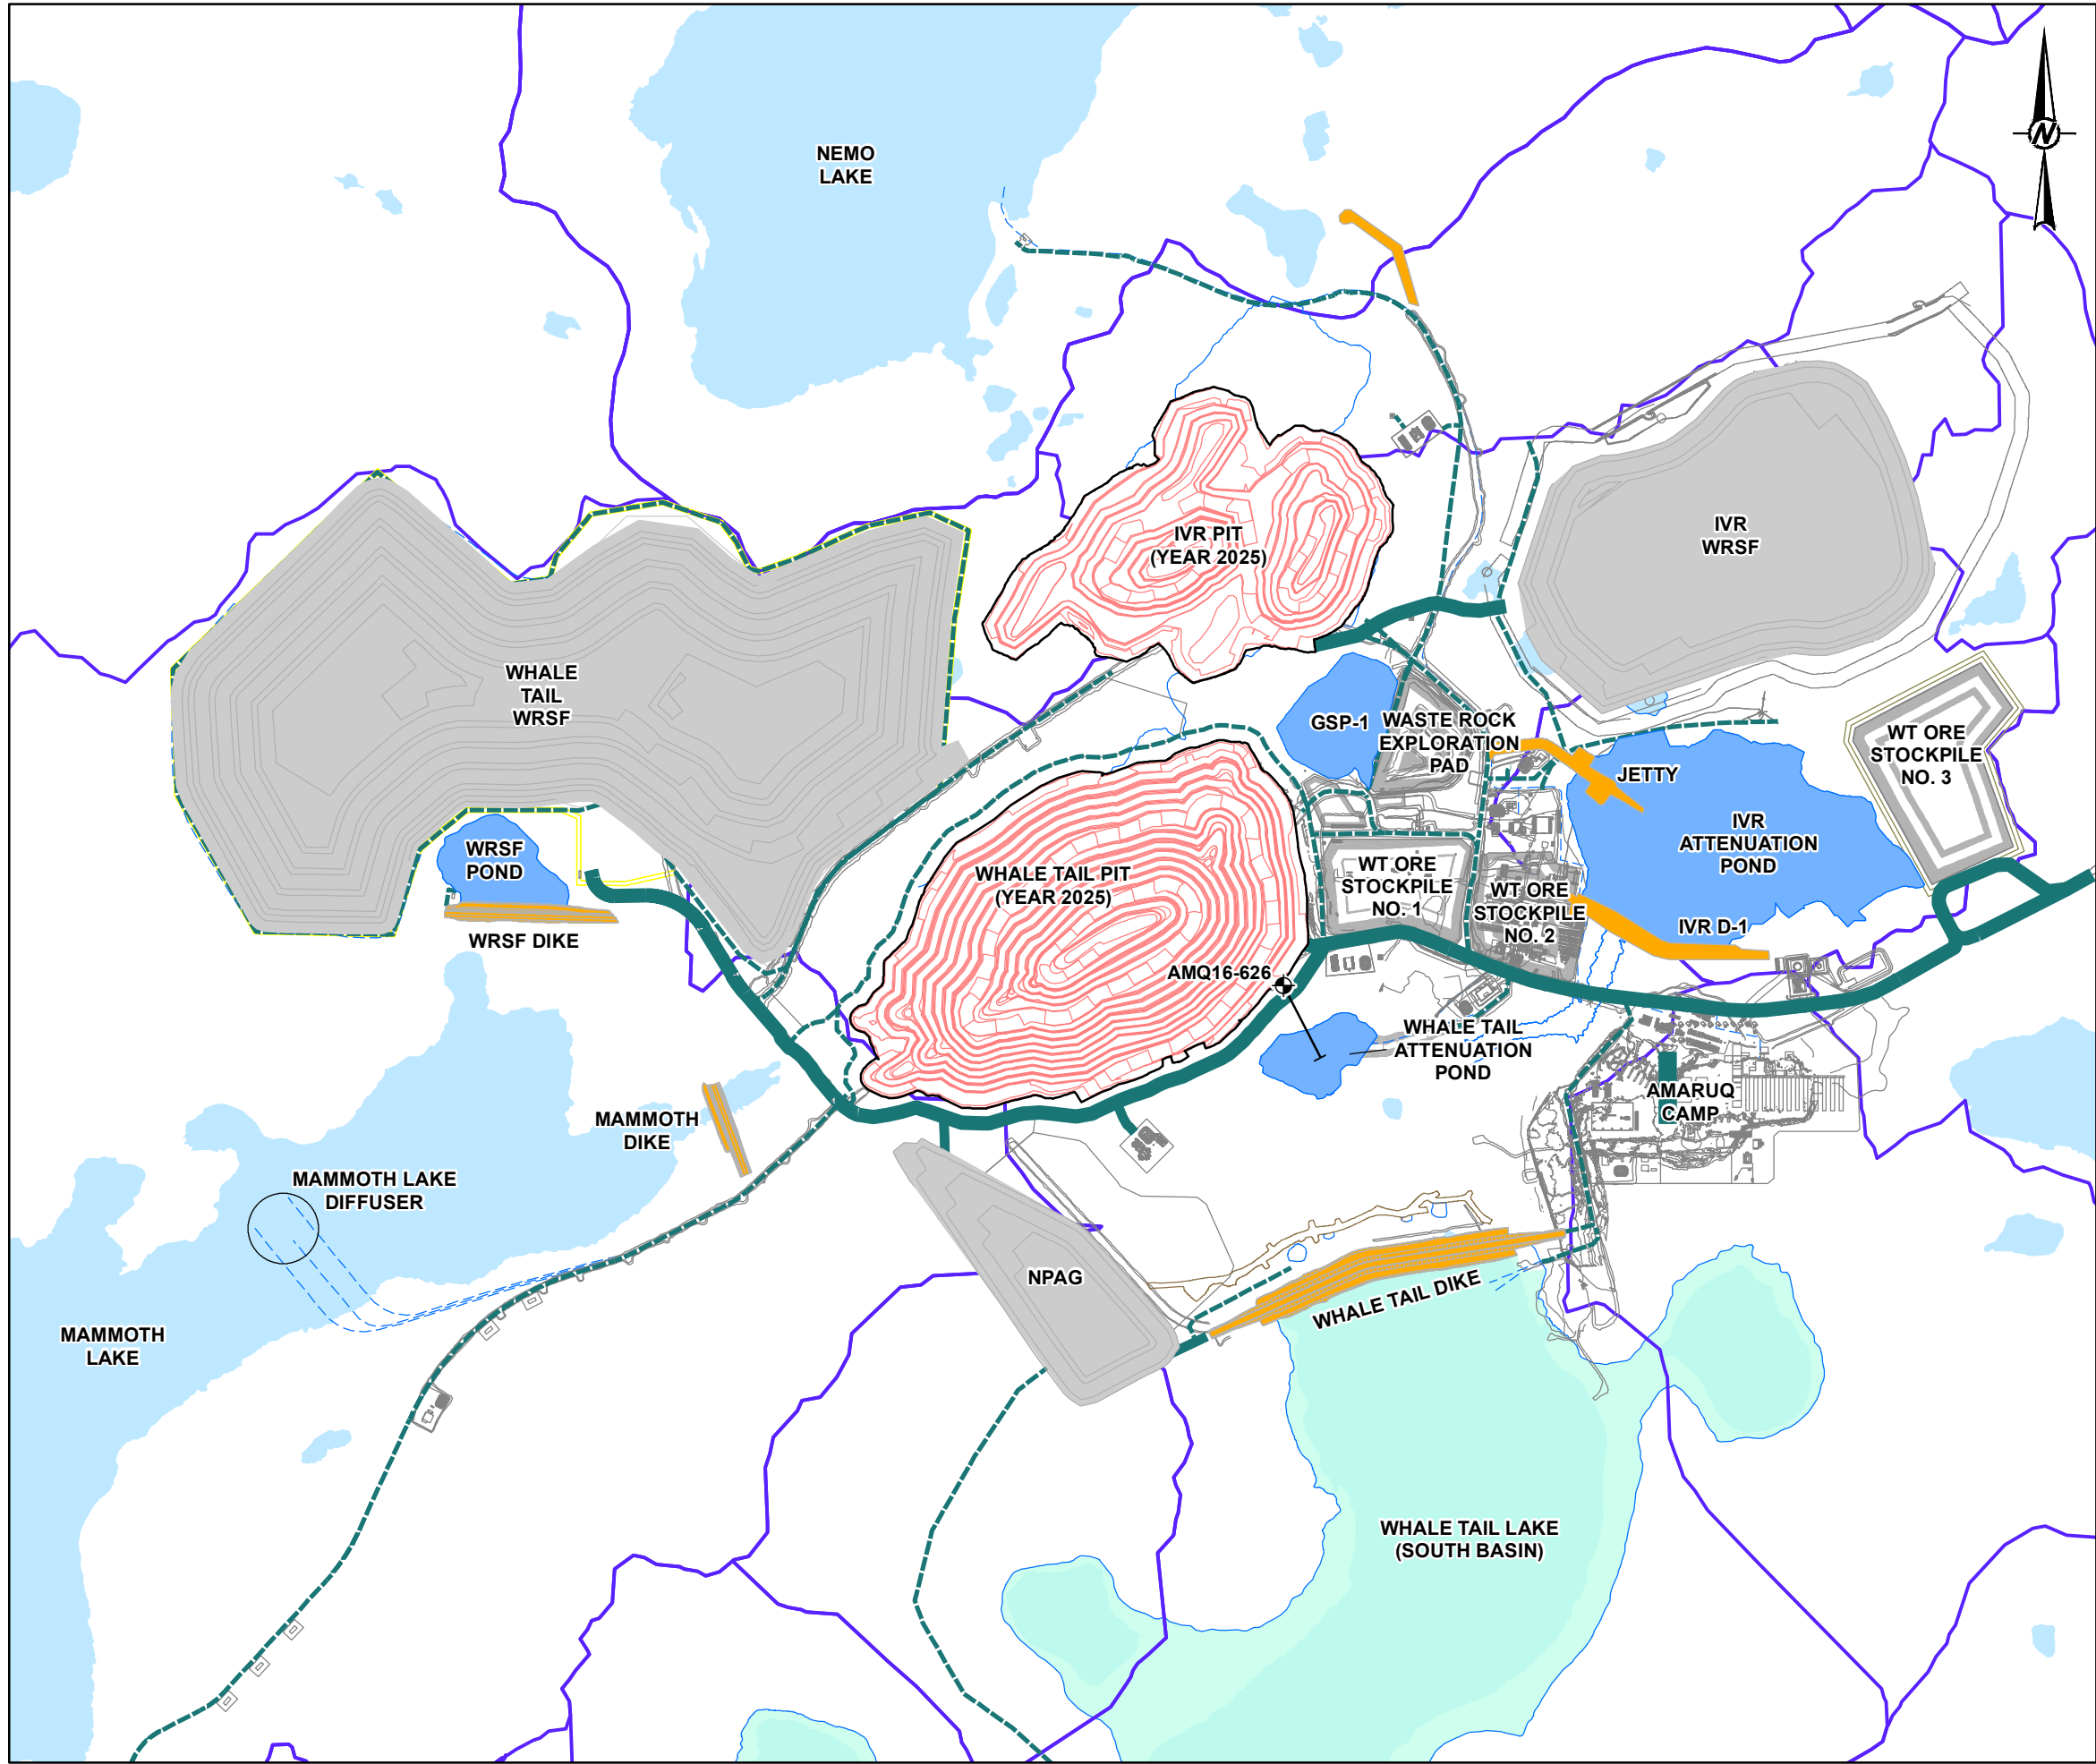 NEMO
LAKE
N
IVR PIT
(YEAR 2025)
IVR
WRSF
WHALE
TAIL
WRSF
GSP-1
WASTE ROCK
EXPLORATION
PAD
JETTY
WT ORE
STOCKPILE
NO. 3
IVR
ATTENUATION
POND
WRSF
POND
WHALE TAIL PIT
(YEAR 2025)
WT ORE
STOCKPILE
NO. 1
WT ORE
STOCKPILE
NO. 2
IVR D-1
WRSF DIKE
AMQ16-626
WHALE TAIL
ATTENUATION
POND
AMARUQ
CAMP
MAMMOTH
DIKE
MAMMOTH LAKE
DIFFUSER
NPAG
WHALE TAIL DIKE
MAMMOTH
LAKE
WHALE TAIL LAKE
(SOUTH BASIN)